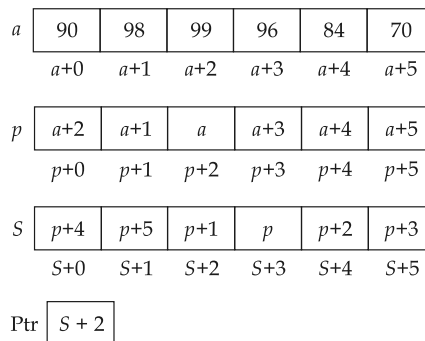 a 90 98 99 96 84 70
a+0 a+1 a+2 a+3 a+4 a+5
p a+2 a+1 a a+3 a+4 a+5
p+0 p+1 p+2 p+3 p+4 p+5
S p+4 p+5 p+1 p p+2 p+3
S+0 S+1 S+2 S+3 S+4 S+5
Ptr S + 2